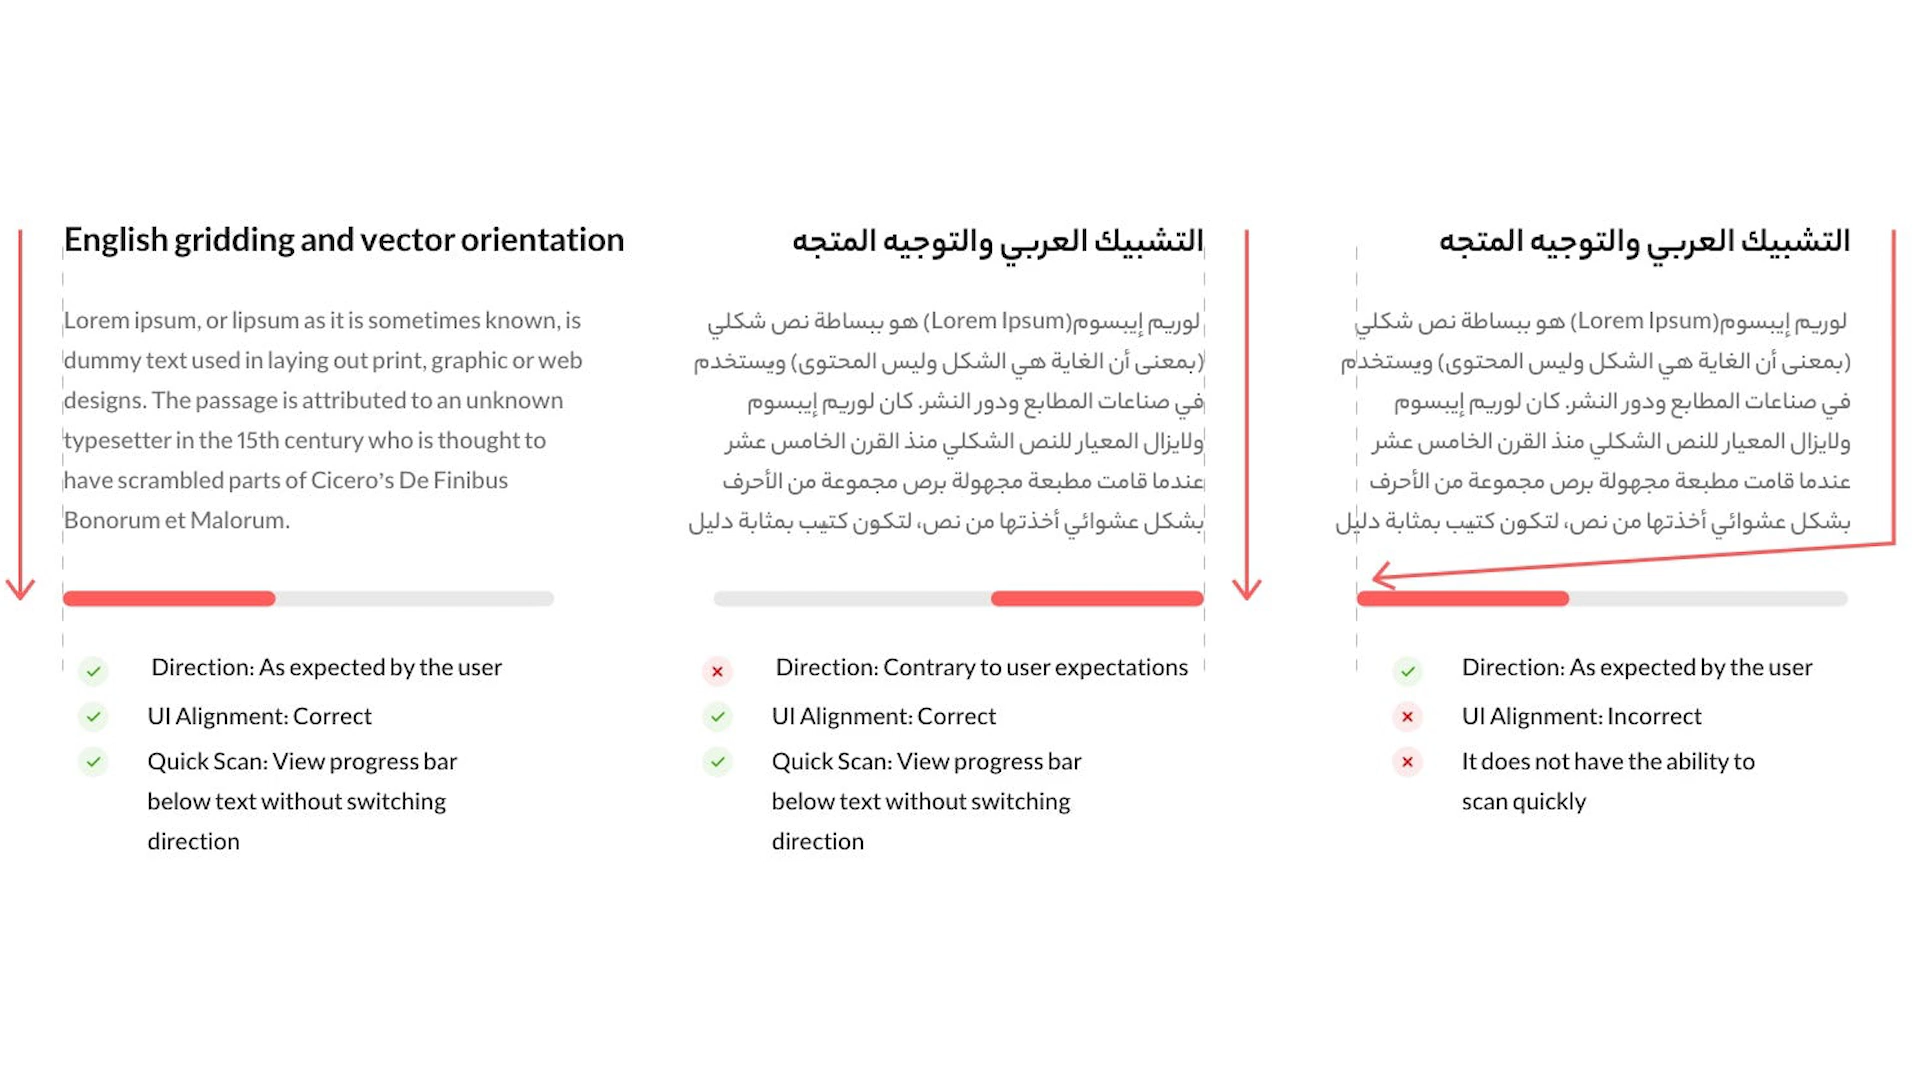 English gridding and vector orientation
Lorem ipsum, or lipsum as it is sometimes known, is
dummy text used in laying out print, graphic or web
designs. The passage is attributed to an unknown
typesetter in the 15th century who is thought to
have scrambled parts of Cicero's De Finibus
Bonorum et Malorum.
Direction: As expected by the user
UI Alignment: Correct
Quick Scan: View progress bar
below text without switching
direction
التشبيك العربي والتوجيه المتجه
لوريم إيبسوم(Lorem Ipsum) هو ببساطة نص شكلي
(بمعنى أن الغاية هي الشكل وليس المحتوى) ويستخدم
في صناعات المطابع ودور النشر. كان لوريم إيبسوم
ولايزال المعيار للنص الشكلي منذ القرن الخامس عشر
عندما قامت مطبعة مجهولة برص مجموعة من الأحرف
بشكل عشوائي أخذتها من نص، لتكون كتيب بمثابة دليل
Direction: Contrary to user expectations
UI Alignment: Correct
Quick Scan: View progress bar
below text without switching
direction
التشبيك العربي والتوجيه المتجه
لوريم إيبسوم(Lorem Ipsum) هو ببساطة نص شكلي
(بمعنى أن الغاية هي الشكل وليس المحتوى) ويستخدم
في صناعات المطابع ودور النشر. كان لوريم إيبسوم
ولايزال المعيار للنص الشكلي منذ القرن الخامس عشر
عندما قامت مطبعة مجهولة برص مجموعة من الأحرف
بشكل عشوائي أخذتها من نص، لتكون كتيب بمثابة دليل
Direction: As expected by the user
UI Alignment: Incorrect
It does not have the ability to
scan quickly